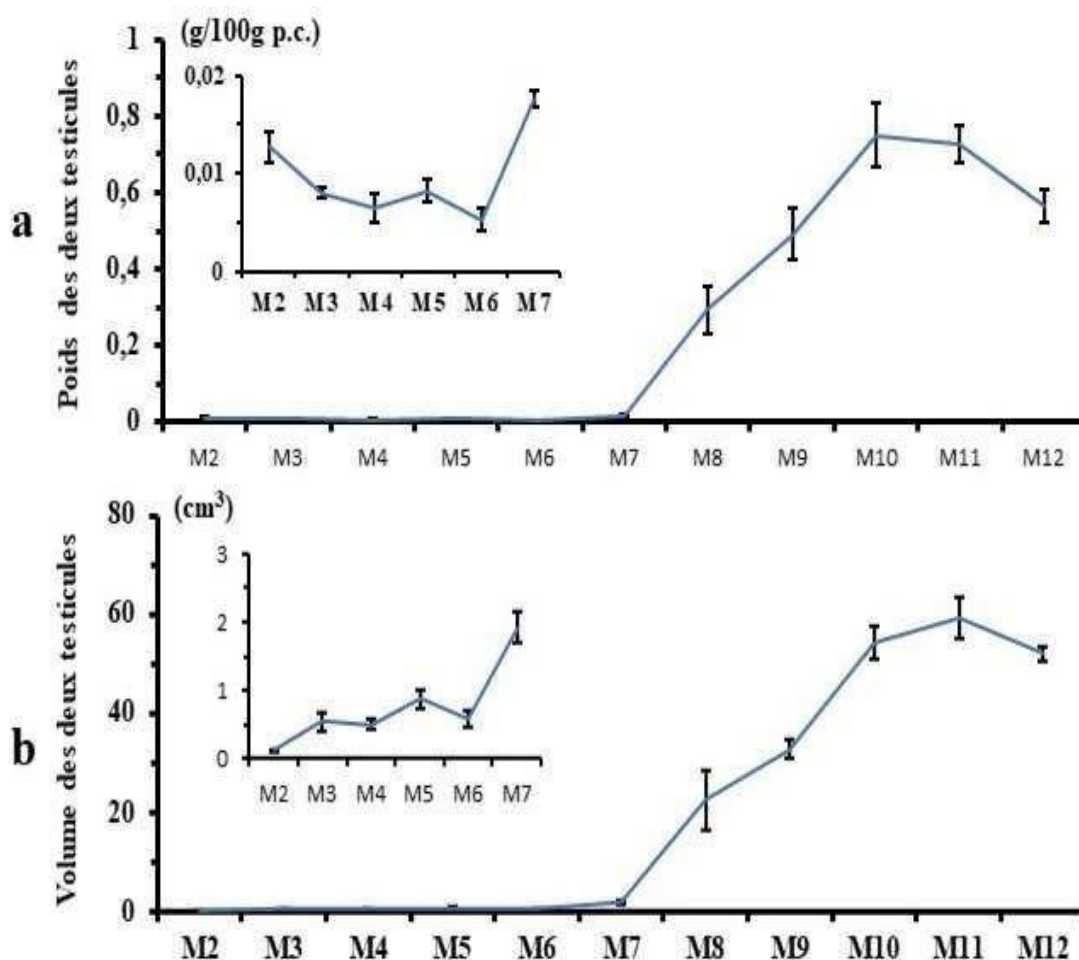 a
Poids des deux testicules
(g/100g p.c.)
1
0,8
0,6
0,4
0,2
0
0,02
0,01
0
M2 M3 M4 M5 M6 M7
M2 M3 M4 M5 M6 M7 M8 M9 M10 M11 M12
b
Volume des deux testicules
(cm³)
80
60
40
20
0
3
2
1
0
M2 M3 M4 M5 M6 M7
M2 M3 M4 M5 M6 M7 M8 M9 M10 M11 M12